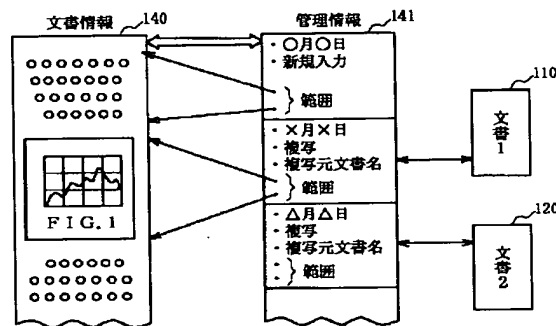 文書情報
140
管理情報
141
・○月○日
・新規入力
・
・}範囲
・×月×日
・複写
・複写元文書名
・}範囲
・△月△日
・複写
・複写元文書名
・}範囲
FIG.1
110
文書1
120
文書2